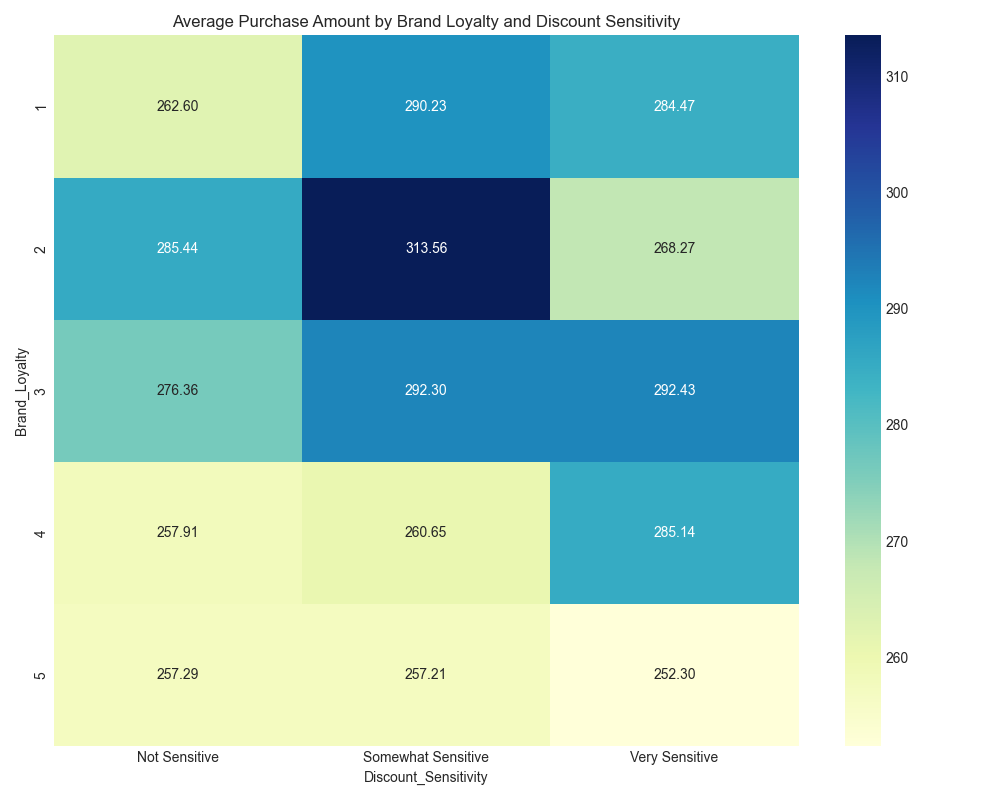 Average Purchase Amount by Brand Loyalty and Discount Sensitivity
Brand_Loyalty
1 262.60 290.23 284.47
2 285.44 313.56 268.27
3 276.36 292.30 292.43
4 257.91 260.65 285.14
5 257.29 257.21 252.30
Not Sensitive Somewhat Sensitive Very Sensitive
Discount_Sensitivity
310
300
290
280
270
260